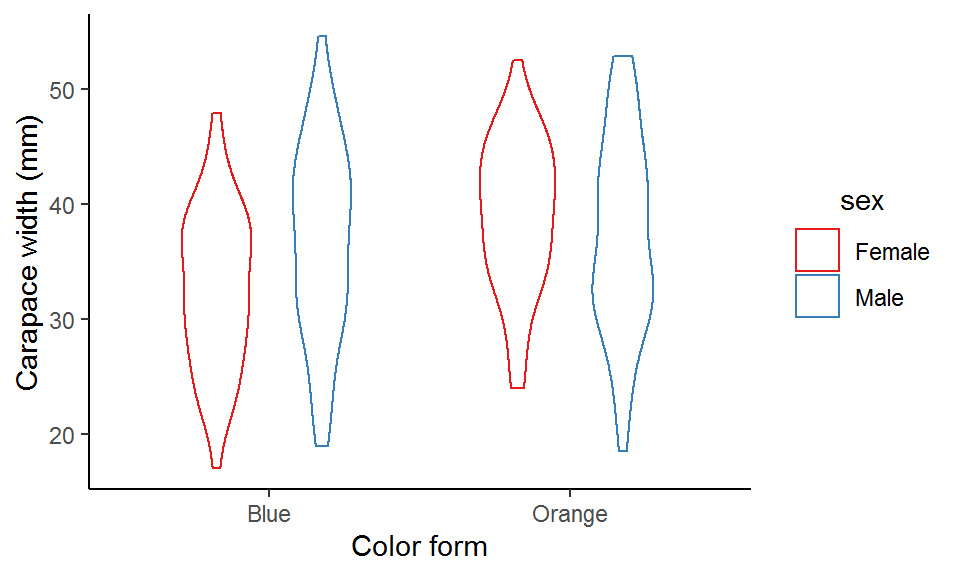 Carapace width (mm)
50
40
30
20
Blue
Orange
Color form
sex
Female
Male